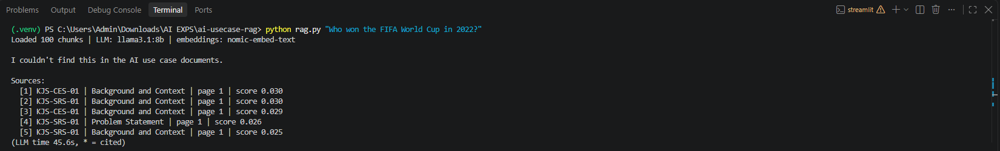 Problems Output Debug Console Terminal Ports streamlit
(.venv) PS C:\Users\Admin\Downloads\AI EXPS\ai-usecase-rag> python rag.py "Who won the FIFA World Cup in 2022?"
Loaded 100 chunks | LLM: llama3.1:8b | embeddings: nomic-embed-text
I couldn't find this in the AI use case documents.
Sources:
[1] KJS-CES-01 | Background and Context | page 1 | score 0.030
[2] KJS-SRS-01 | Background and Context | page 1 | score 0.030
[3] KJS-CES-01 | Background and Context | page 1 | score 0.029
[4] KJS-SRS-01 | Problem Statement | page 1 | score 0.026
[5] KJS-SRS-01 | Background and Context | page 1 | score 0.025
(LLM time 45.6s, * = cited)